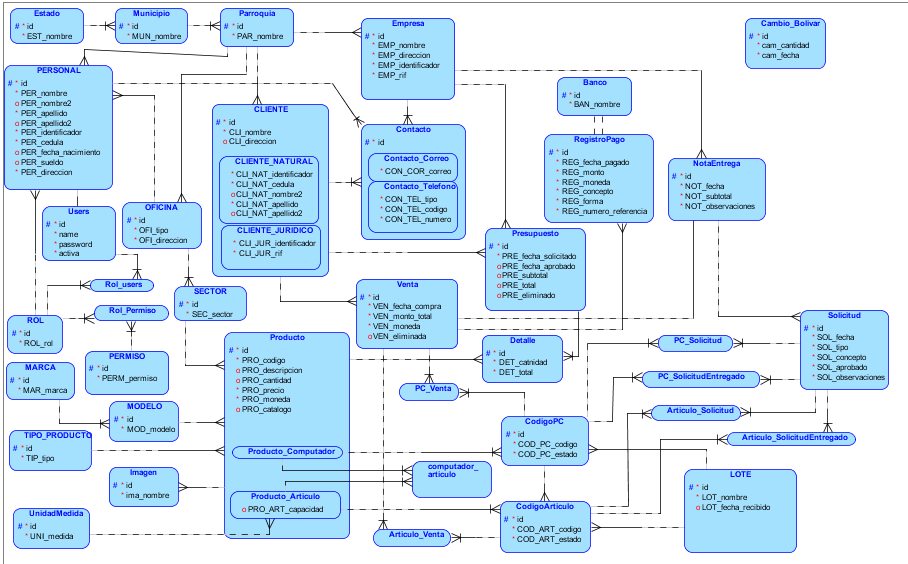 Estado
# * id
* EST_nombre
Municipio
# * id
* MUN_nombre
Parroquia
# * id
* PAR_nombre
Empresa
# * id
* EMP_nombre
* EMP_direccion
* EMP_identificador
* EMP_rif
Cambio_Bolivar
# * id
* cam_cantidad
* cam_fecha
PERSONAL
# * id
* PER_nombre
o PER_nombre2
* PER_apellido
o PER_apellido2
* PER_identificador
* PER_cedula
o PER_fecha_nacimiento
o PER_sueldo
* PER_direccion
CLIENTE
# * id
* CLI_nombre
o CLI_direccion
CLIENTE_NATURAL
* CLI_NAT_identificador
* CLI_NAT_cedula
o CLI_NAT_nombre2
* CLI_NAT_apellido
o CLI_NAT_apellido2
CLIENTE_JURIDICO
* CLI_JUR_identificador
* CLI_JUR_rif
Contacto
# * id
Contacto_Correo
* CON_COR_correo
Contacto_Telefono
* CON_TEL_tipo
* CON_TEL_codigo
* CON_TEL_numero
Banco
# * id
* BAN_nombre
RegistroPago
# * id
* REG_fecha_pagado
* REG_monto
* REG_moneda
* REG_concepto
* REG_forma
* REG_numero_referencia
NotaEntrega
# * id
* NOT_fecha
* NOT_subtotal
* NOT_observaciones
Users
# * id
* name
* password
* activa
OFICINA
# * id
* OFI_tipo
* OFI_direccion
Presupuesto
# * id
* PRE_fecha_solicitado
o PRE_fecha_aprobado
o PRE_subtotal
o PRE_total
o PRE_eliminado
Rol_users
SECTOR
# * id
* SEC_sector
Venta
# * id
* VEN_fecha_compra
* VEN_monto_total
* VEN_moneda
o VEN_eliminada
Rol_Permiso
ROL
# * id
* ROL_rol
Solicitud
# * id
* SOL_fecha
* SOL_tipo
* SOL_concepto
* SOL_aprobado
* SOL_observaciones
Producto
# * id
* PRO_codigo
o PRO_descripcion
o PRO_cantidad
* PRO_precio
* PRO_moneda
o PRO_catalogo
Producto_Computador
Producto_Articulo
o PRO_ART_capacidad
Detalle
# * id
* DET_catnidad
* DET_total
PC_Solicitud
PERMISO
# * id
* PERM_permiso
MARCA
# * id
* MAR_marca
PC_SolicitudEntregado
PC_Venta
MODELO
# * id
* MOD_modelo
Articulo_Solicitud
CodigoPC
# * id
* COD_PC_codigo
* COD_PC_estado
TIPO_PRODUCTO
# * id
* TIP_tipo
Articulo_SolicitudEntregado
Imagen
# * id
* ima_nombre
computador_
articulo
LOTE
# * id
* LOT_nombre
o LOT_fecha_recibido
UnidadMedida
# * id
* UNI_medida
CodigoArticulo
# * id
* COD_ART_codigo
* COD_ART_estado
Articulo_Venta